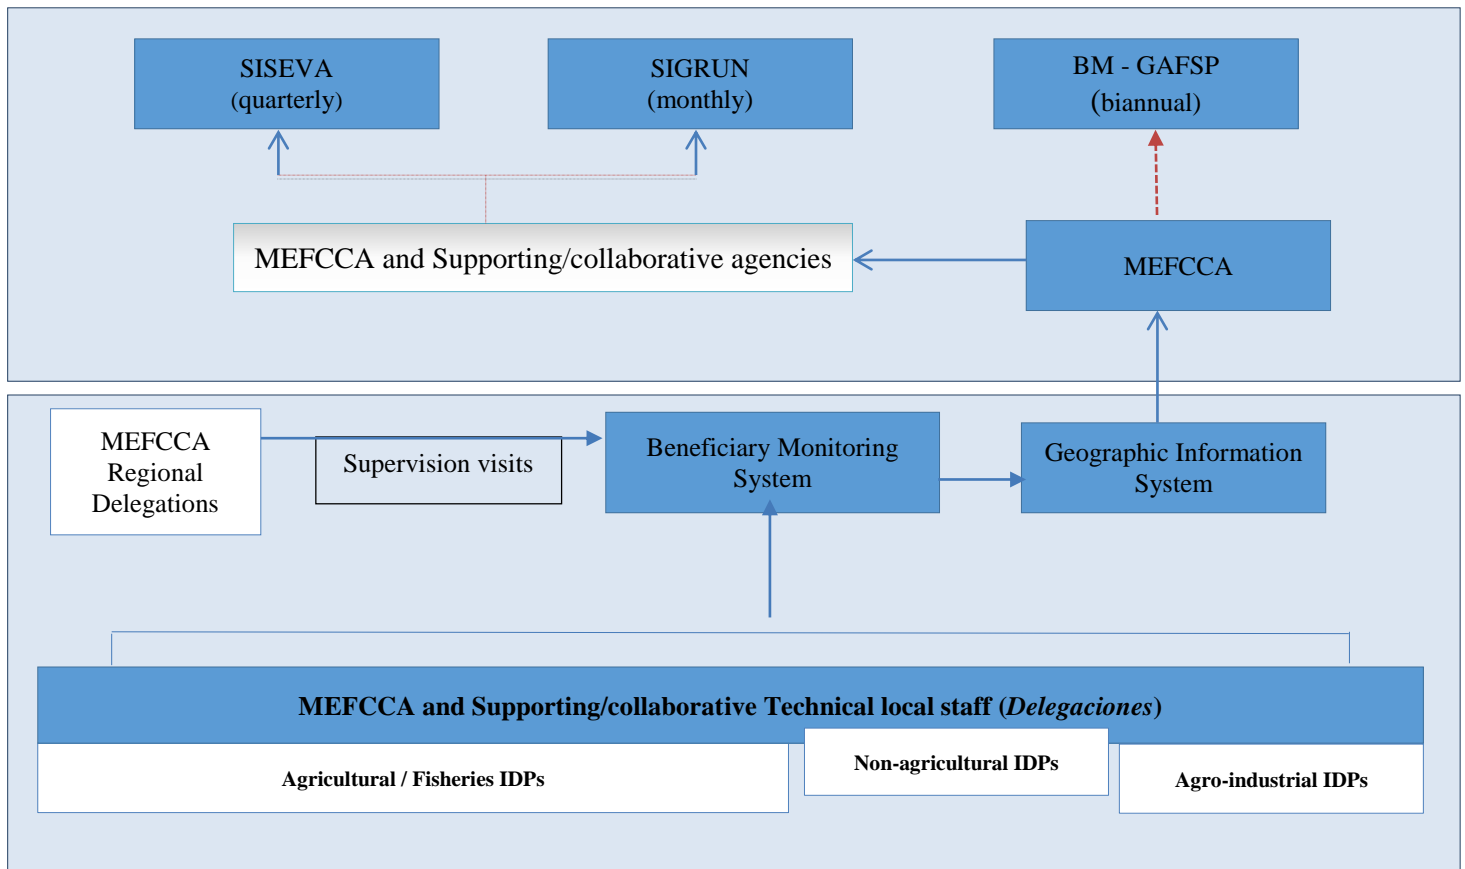 SISEVA
(quarterly)
SIGRUN
(monthly)
BM - GAFSP
(biannual)
MEFCCA and Supporting/collaborative agencies
MEFCCA
MEFCCA
Regional
Delegations
Supervision visits
Beneficiary Monitoring
System
Geographic Information
System
MEFCCA and Supporting/collaborative Technical local staff (Delegaciones)
Agricultural / Fisheries IDPs
Non-agricultural IDPs
Agro-industrial IDPs